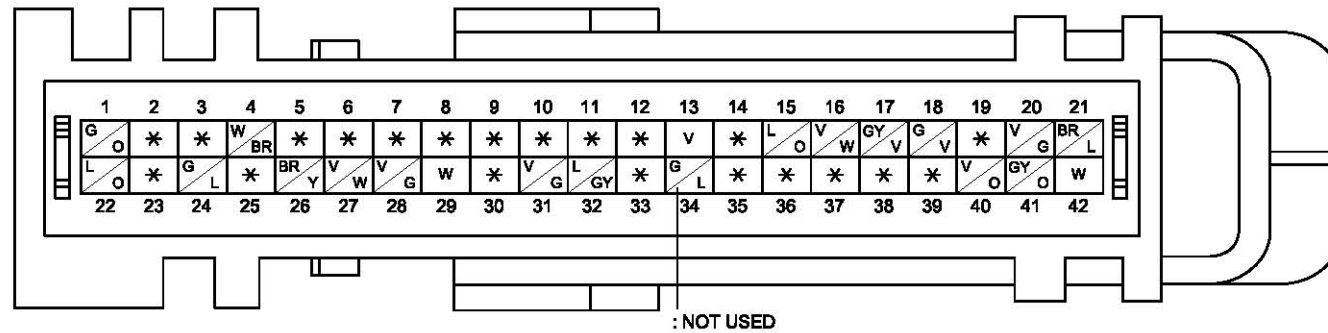 1 2 3 4 5 6 7 8 9 10 11 12 13 14 15 16 17 18 19 20 21
G/O * * W/BR * * * * * * * * V * L/O V/W GY/V G/V * V/G BR/L
L/O * G/L * BR/Y V/W V/G W * V/G L/GY * G/L * * * * * V/O GY/O W
22 23 24 25 26 27 28 29 30 31 32 33 34 35 36 37 38 39 40 41 42
: NOT USED